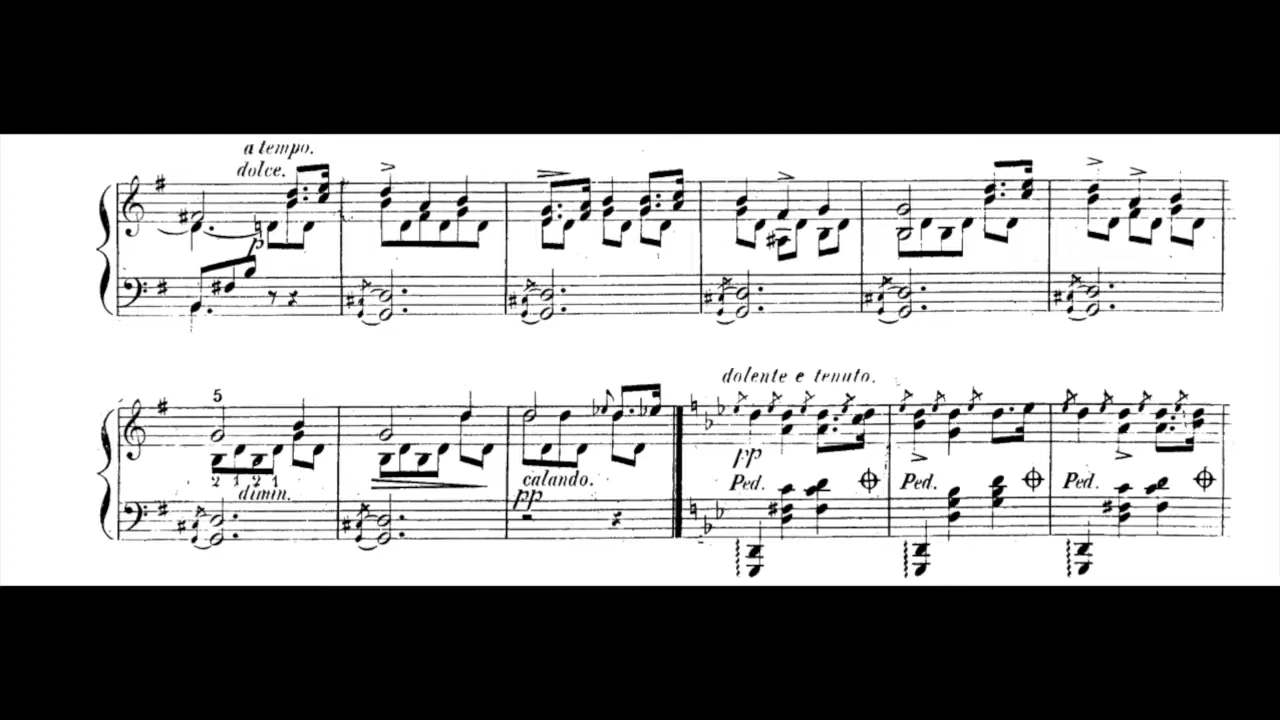 a tempo.
dolce.
p
5
2 1 2 1
dimin.
calando.
pp
dolente e tenuto.
pp
Ped. Ped. Ped.